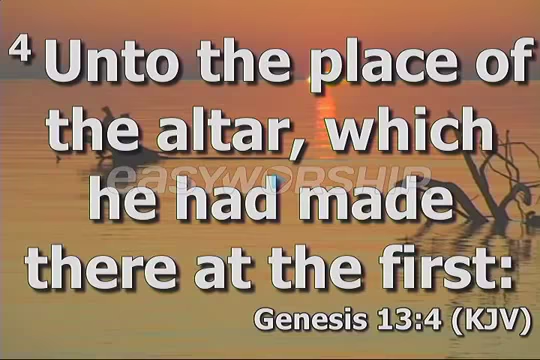 4 Unto the place of
the altar, which
easyworship
he had made
there at the first:
Genesis 13:4 (KJV)